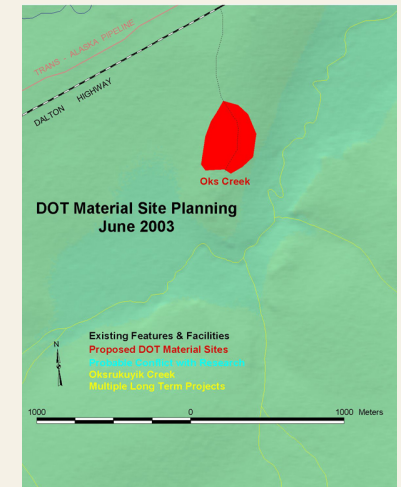 TRANS - ALASKA PIPELINE
DALTON HIGHWAY
Oks Creek
DOT Material Site Planning
June 2003
Existing Features & Facilities
N
Proposed DOT Material Sites
Oksrukuyik Creek
Multiple Long Term Projects
1000 0 1000 Meters